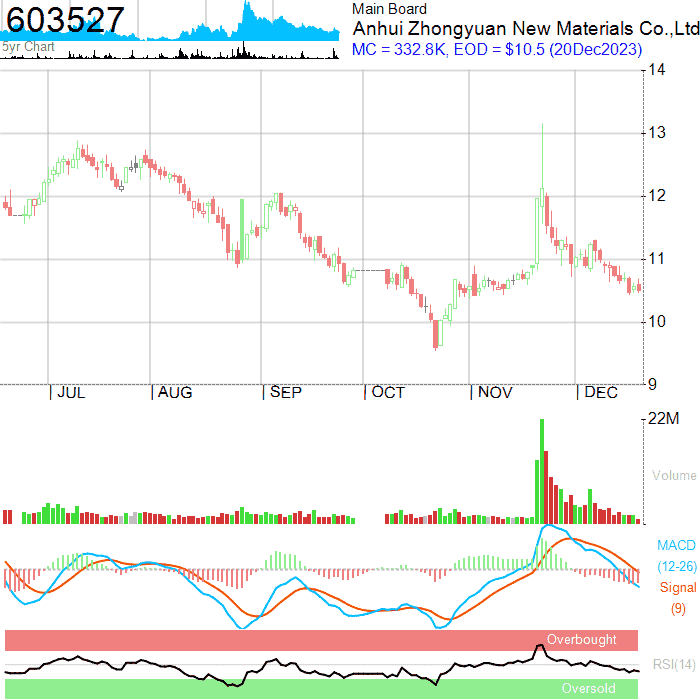 603527
5yr Chart
Main Board
Anhui Zhongyuan New Materials Co.,Ltd
MC = 332.8K, EOD = $10.5 (20Dec2023)
14
13
12
11
10
9
JUL AUG SEP OCT NOV DEC
22M
Volume
MACD
(12-26)
Signal
(9)
Overbought
RSI(14)
Oversold